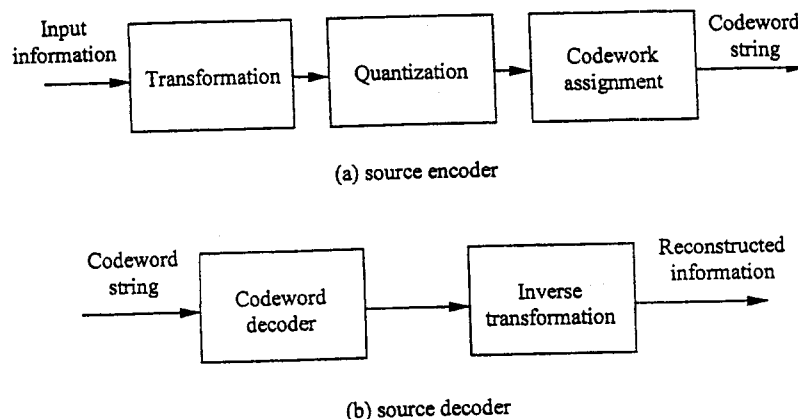 Input
information
Transformation
Quantization
Codework
assignment
Codeword
string
(a) source encoder
Codeword
string
Codeword
decoder
Inverse
transformation
Reconstructed
information
(b) source decoder